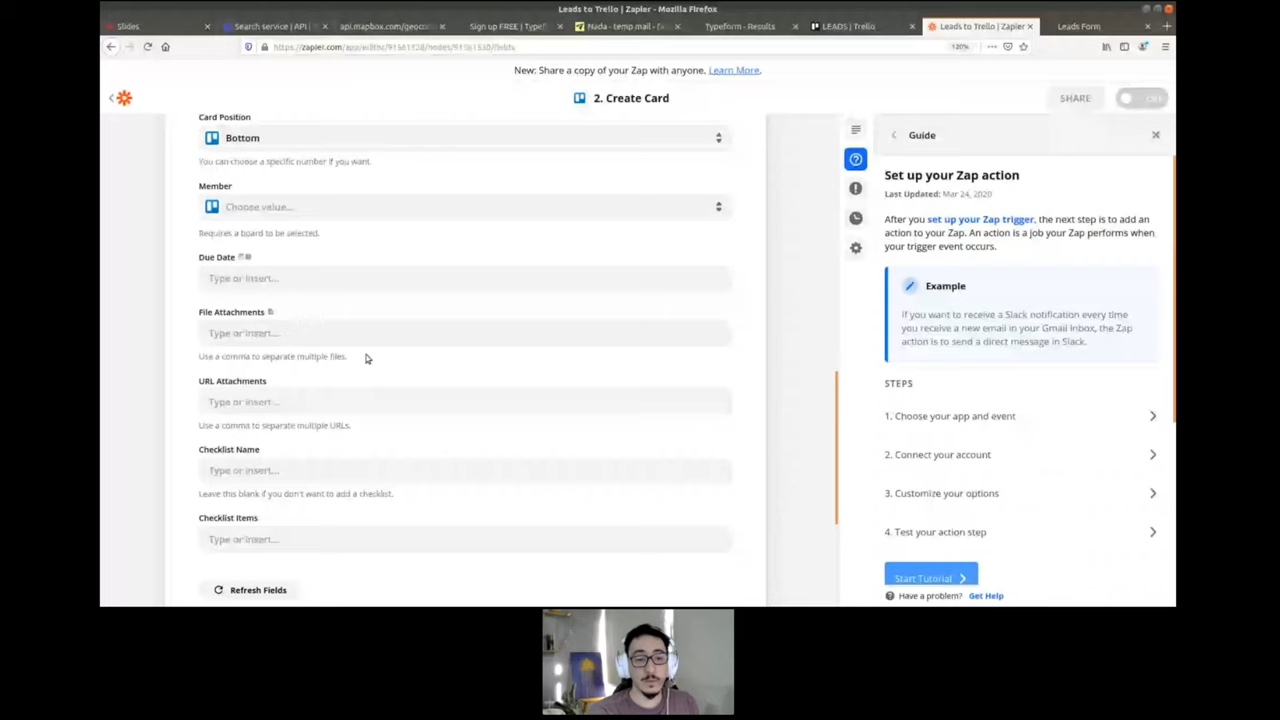 Leads to Trello | Zapier - Mozilla Firefox
Slides
Search service | API |
api.mapbox.com/geoco
Sign up FREE | Typef
Nada - temp mail -
Typeform - Results
LEADS | Trello
Leads to Trello | Zapier
Leads Form
120%
New: Share a copy of your Zap with anyone. Learn More.
2. Create Card
SHARE
OFF
Card Position
Bottom
You can choose a specific number if you want.
Member
Choose value...
Requires a board to be selected.
Due Date
Type or insert...
File Attachments
Type or insert...
Use a comma to separate multiple files.
URL Attachments
Type or insert...
Use a comma to separate multiple URLs.
Checklist Name
Type or insert...
Leave this blank if you don't want to add a checklist.
Checklist Items
Type or insert...
Refresh Fields
Guide
Set up your Zap action
Last Updated: Mar 24, 2020
After you set up your Zap trigger, the next step is to add an
action to your Zap. An action is a job your Zap performs when
your trigger event occurs.
Example
If you want to receive a Slack notification every time
you receive a new email in your Gmail inbox, the Zap
action is to send a direct message in Slack.
STEPS
1. Choose your app and event
2. Connect your account
3. Customize your options
4. Test your action step
Start Tutorial
Have a problem? Get Help